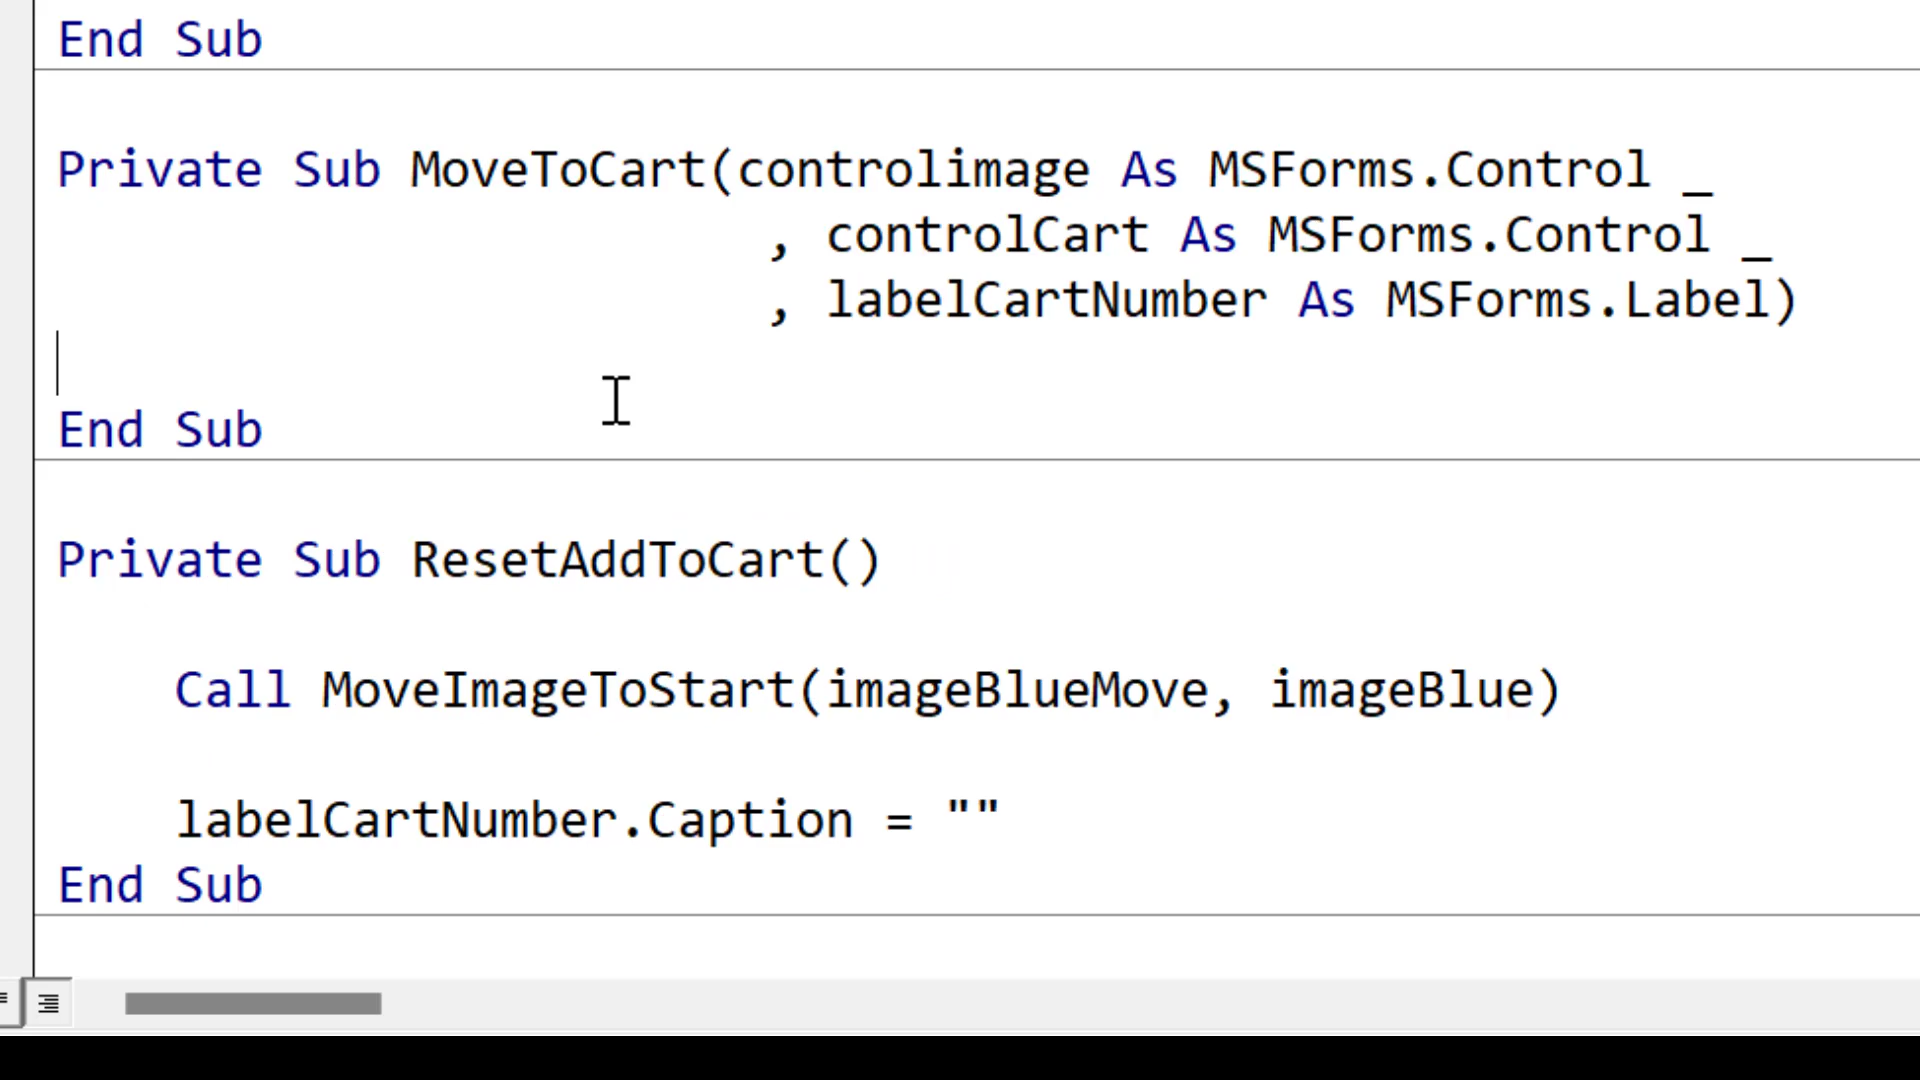 End Sub
Private Sub MoveToCart(controlimage As MSForms.Control _
, controlCart As MSForms.Control _
, labelCartNumber As MSForms.Label)
End Sub
Private Sub ResetAddToCart()
Call MoveImageToStart(imageBlueMove, imageBlue)
labelCartNumber.Caption = ""
End Sub